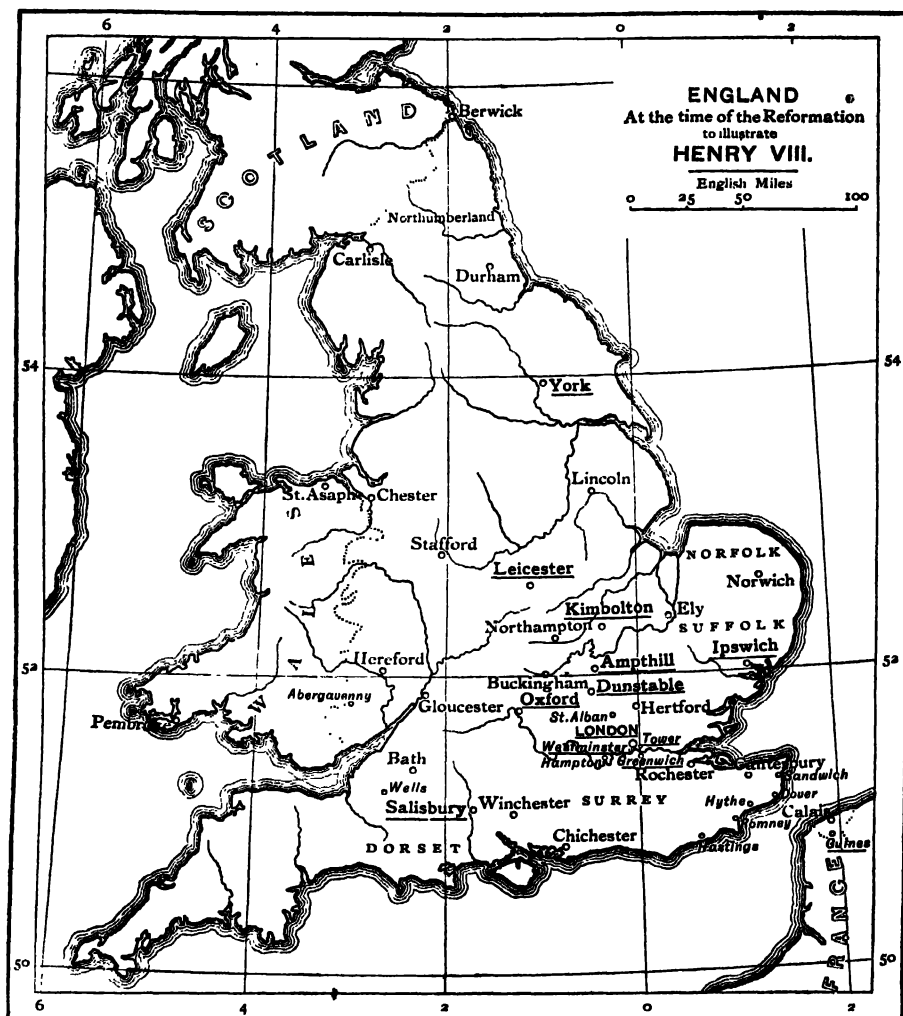 6 4 2 0 2
ENGLAND
At the time of the Reformation
to illustrate
HENRY VIII.
English Miles
0 25 50 100
SCOTLAND
Berwick
Northumberland
Carlisle
Durham
54 54
York
Lincoln
St. Asaph Chester
Stafford
NORFOLK
Leicester
Norwich
WALES
Kimbolton Ely
Northampton
SUFFOLK
Ipswich
Hereford
Ampthill
52 52
Buckingham Dunstable
Abergavenny
Gloucester
Oxford
Hertford
St. Alban
Pembroke
LONDON
Westminster Tower
Hampton Greenwich
Bath
Rochester Canterbury
Sandwich
Wells
Salisbury Winchester
SURREY
Hythe Dover
Calais
Romney
Chichester
Hastings
Guines
DORSET
FRANCE
50 50
6 4 2 0 2